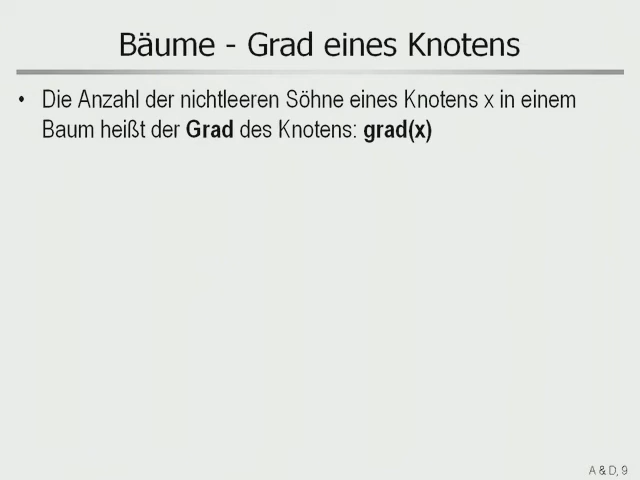 Bäume - Grad eines Knotens
• Die Anzahl der nichtleeren Söhne eines Knotens x in einem
Baum heißt der Grad des Knotens: grad(x)
A & D, 9